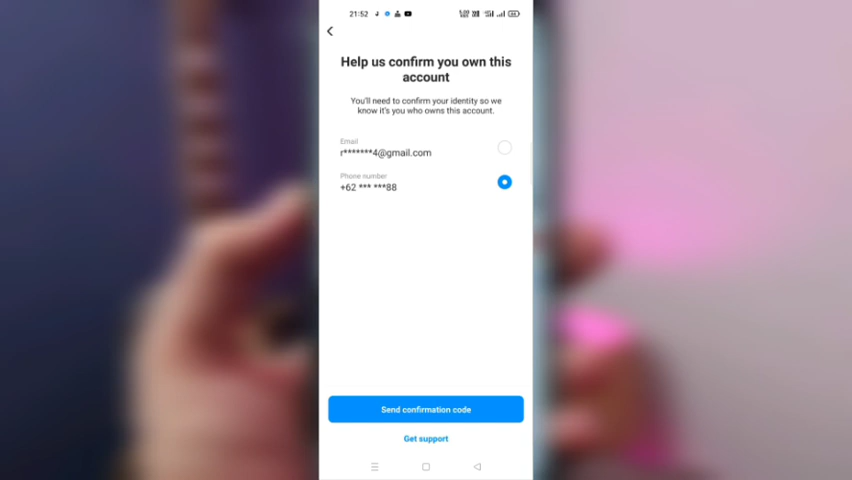 21:52
Help us confirm you own this
account
You'll need to confirm your identity so we
know it's you who owns this account.
Email
r*******4@gmail.com
Phone number
+62 *** ***88
Send confirmation code
Get support